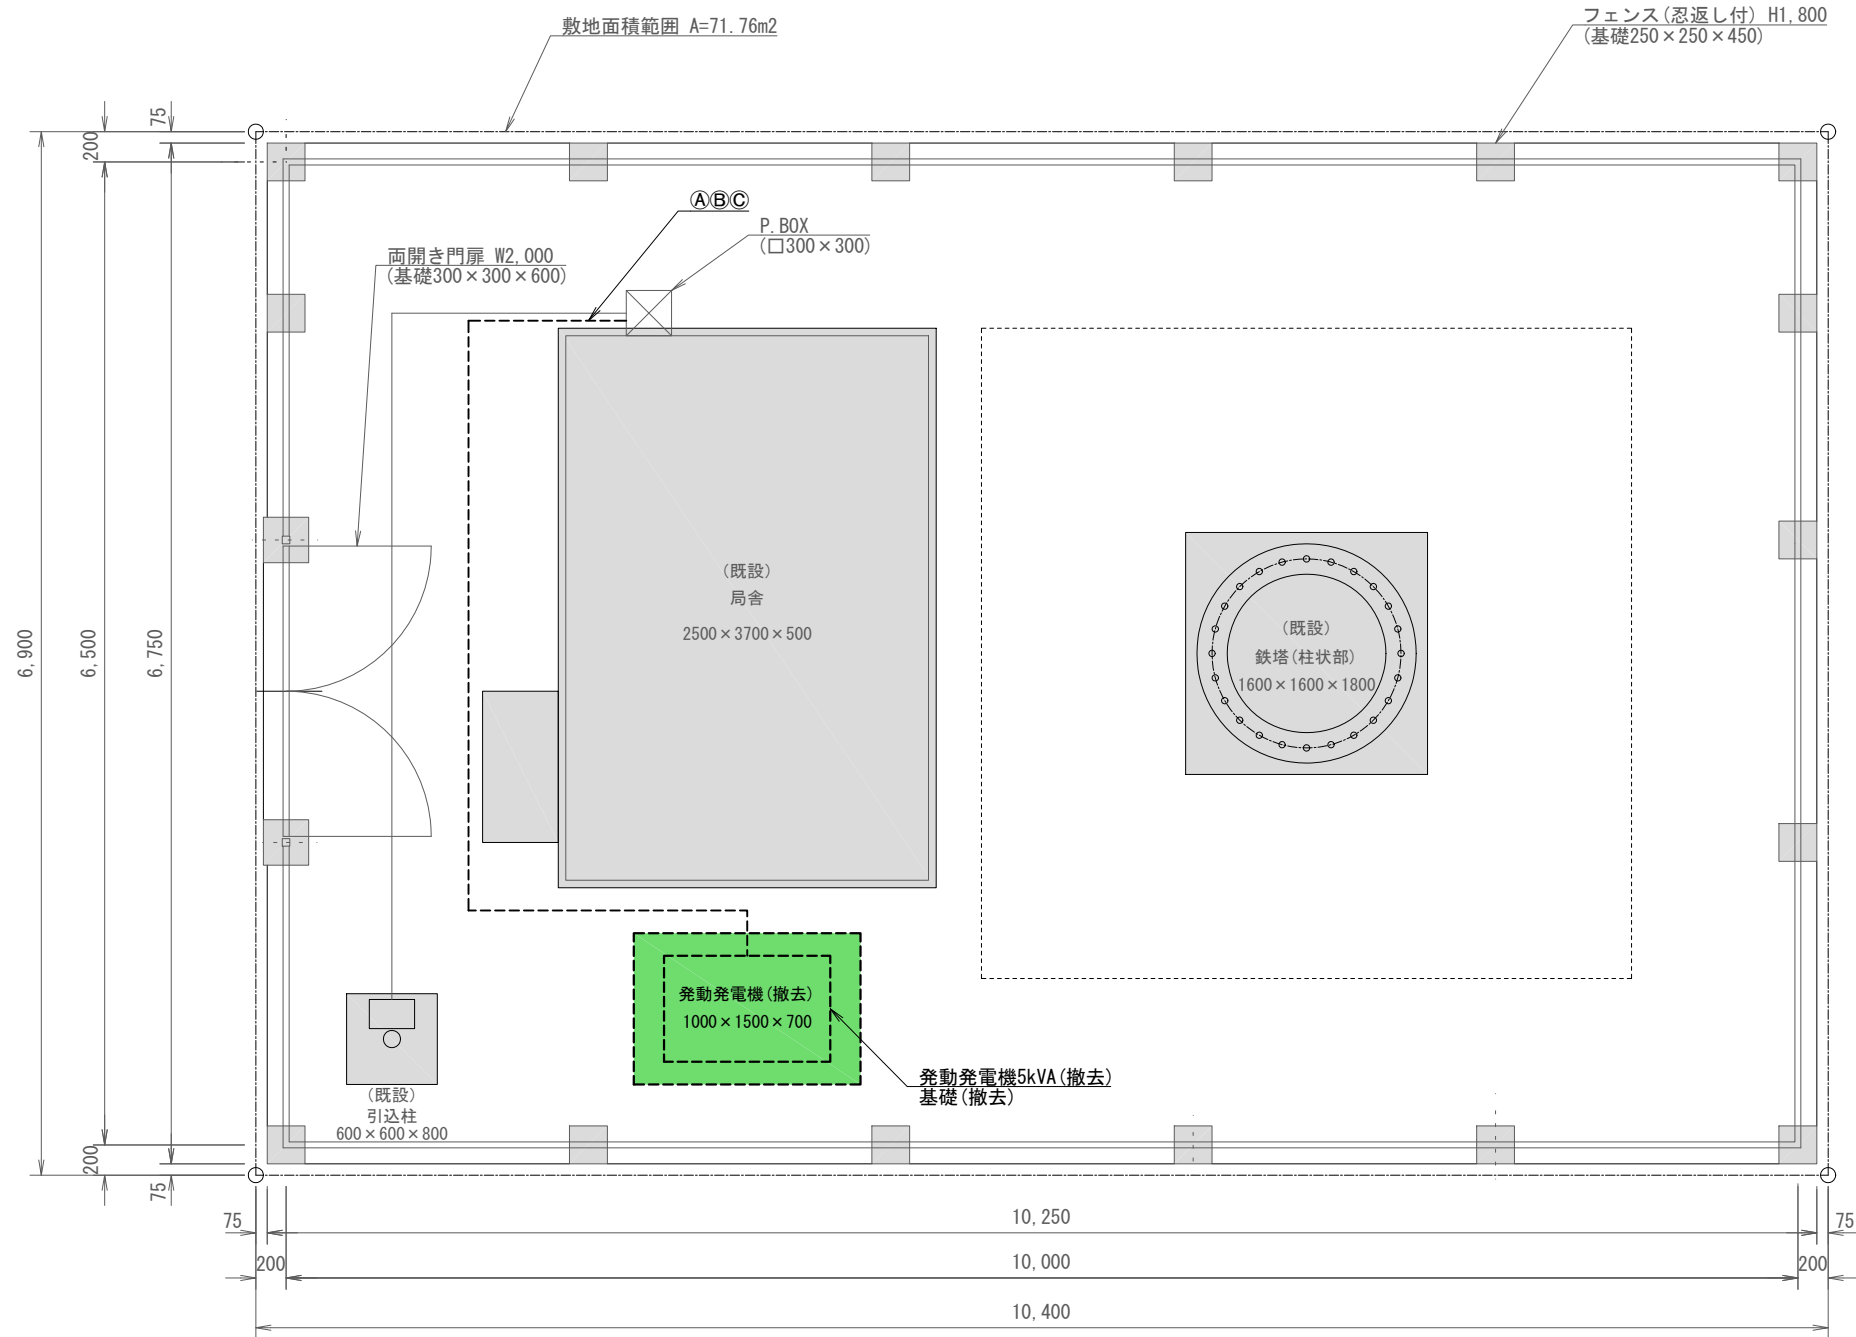 敷地面積範囲 A=71.76m2
フェンス(忍返し付) H1,800
(基礎250×250×450)
75
200
ⒶⒷⒸ
P.BOX
(□300×300)
両開き門扉 W2,000
(基礎300×300×600)
(既設)
局舎
2500×3700×500
(既設)
鉄塔(柱状部)
1600×1600×1800
6,900
6,500
6,750
発動発電機(撤去)
1000×1500×700
発動発電機5kVA(撤去)
基礎(撤去)
(既設)
引込柱
600×600×800
200
75
75
10,250
75
200
10,000
200
10,400